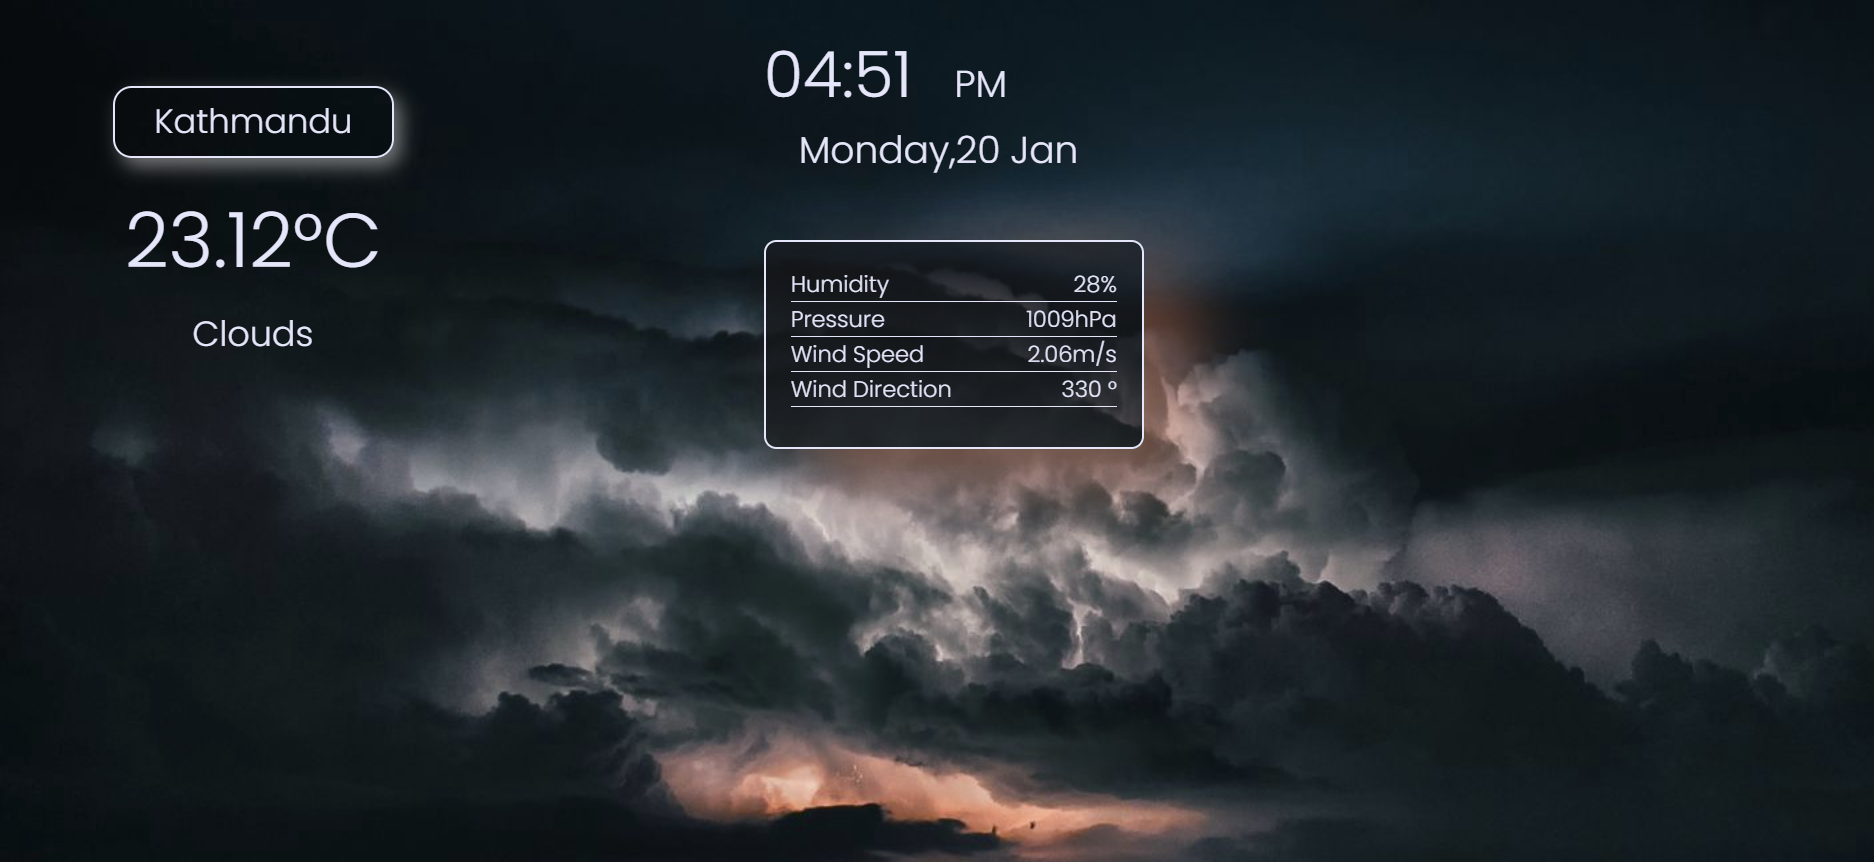 Kathmandu
23.12°C
Clouds
04:51 PM
Monday,20 Jan
Humidity 28%
Pressure 1009hPa
Wind Speed 2.06m/s
Wind Direction 330 °